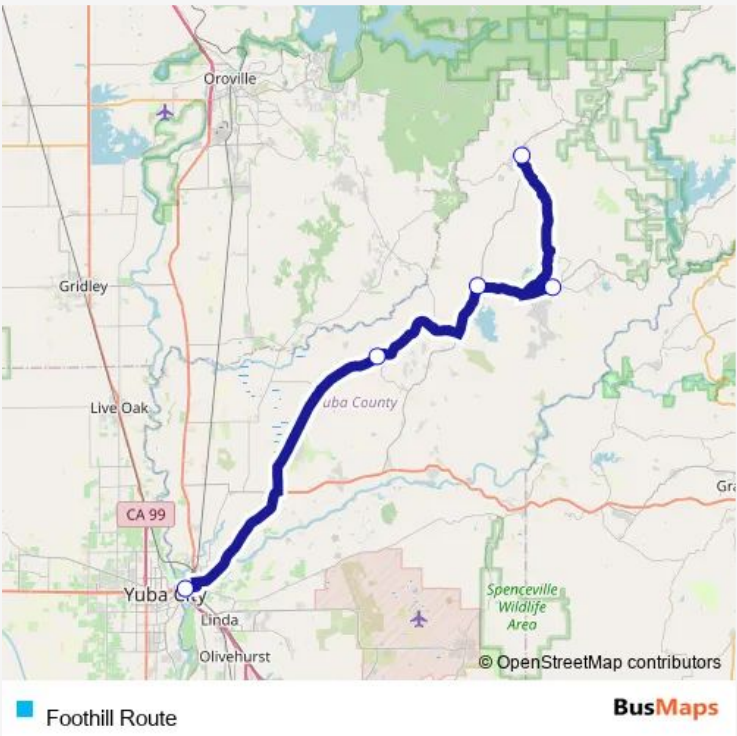 Oroville
Gridley
Live Oak
uba County
CA 99
Gra
Yuba City
Linda
Olivehurst
Spenceville
Wildlife
Area
© OpenStreetMap contributors
Foothill Route
BusMaps